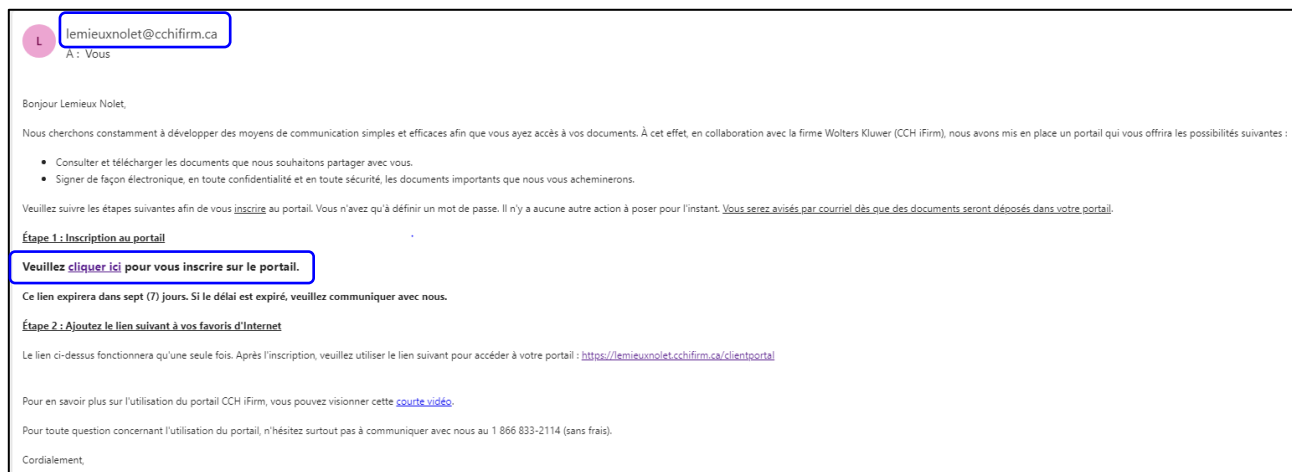 L
lemieuxnolet@cchifirm.ca
À : Vous
Bonjour Lemieux Nolet,
Nous cherchons constamment à développer des moyens de communication simples et efficaces afin que vous ayez accès à vos documents. À cet effet, en collaboration avec la firme Wolters Kluwer (CCH iFirm), nous avons mis en place un portail qui vous offrira les possibilités suivantes :
• Consulter et télécharger les documents que nous souhaitons partager avec vous.
• Signer de façon électronique, en toute confidentialité et en toute sécurité, les documents importants que nous vous acheminerons.
Veuillez suivre les étapes suivantes afin de vous inscrire au portail. Vous n'avez qu'à définir un mot de passe. Il n'y a aucune autre action à poser pour l'instant. Vous serez avisés par courriel dès que des documents seront déposés dans votre portail.
Étape 1 : Inscription au portail
Veuillez cliquer ici pour vous inscrire sur le portail.
Ce lien expirera dans sept (7) jours. Si le délai est expiré, veuillez communiquer avec nous.
Étape 2 : Ajoutez le lien suivant à vos favoris d'Internet
Le lien ci-dessus fonctionnera qu'une seule fois. Après l'inscription, veuillez utiliser le lien suivant pour accéder à votre portail : https://lemieuxnolet.cchifirm.ca/clientportal
Pour en savoir plus sur l'utilisation du portail CCH iFirm, vous pouvez visionner cette courte vidéo.
Pour toute question concernant l'utilisation du portail, n'hésitez surtout pas à communiquer avec nous au 1 866 833-2114 (sans frais).
Cordialement,